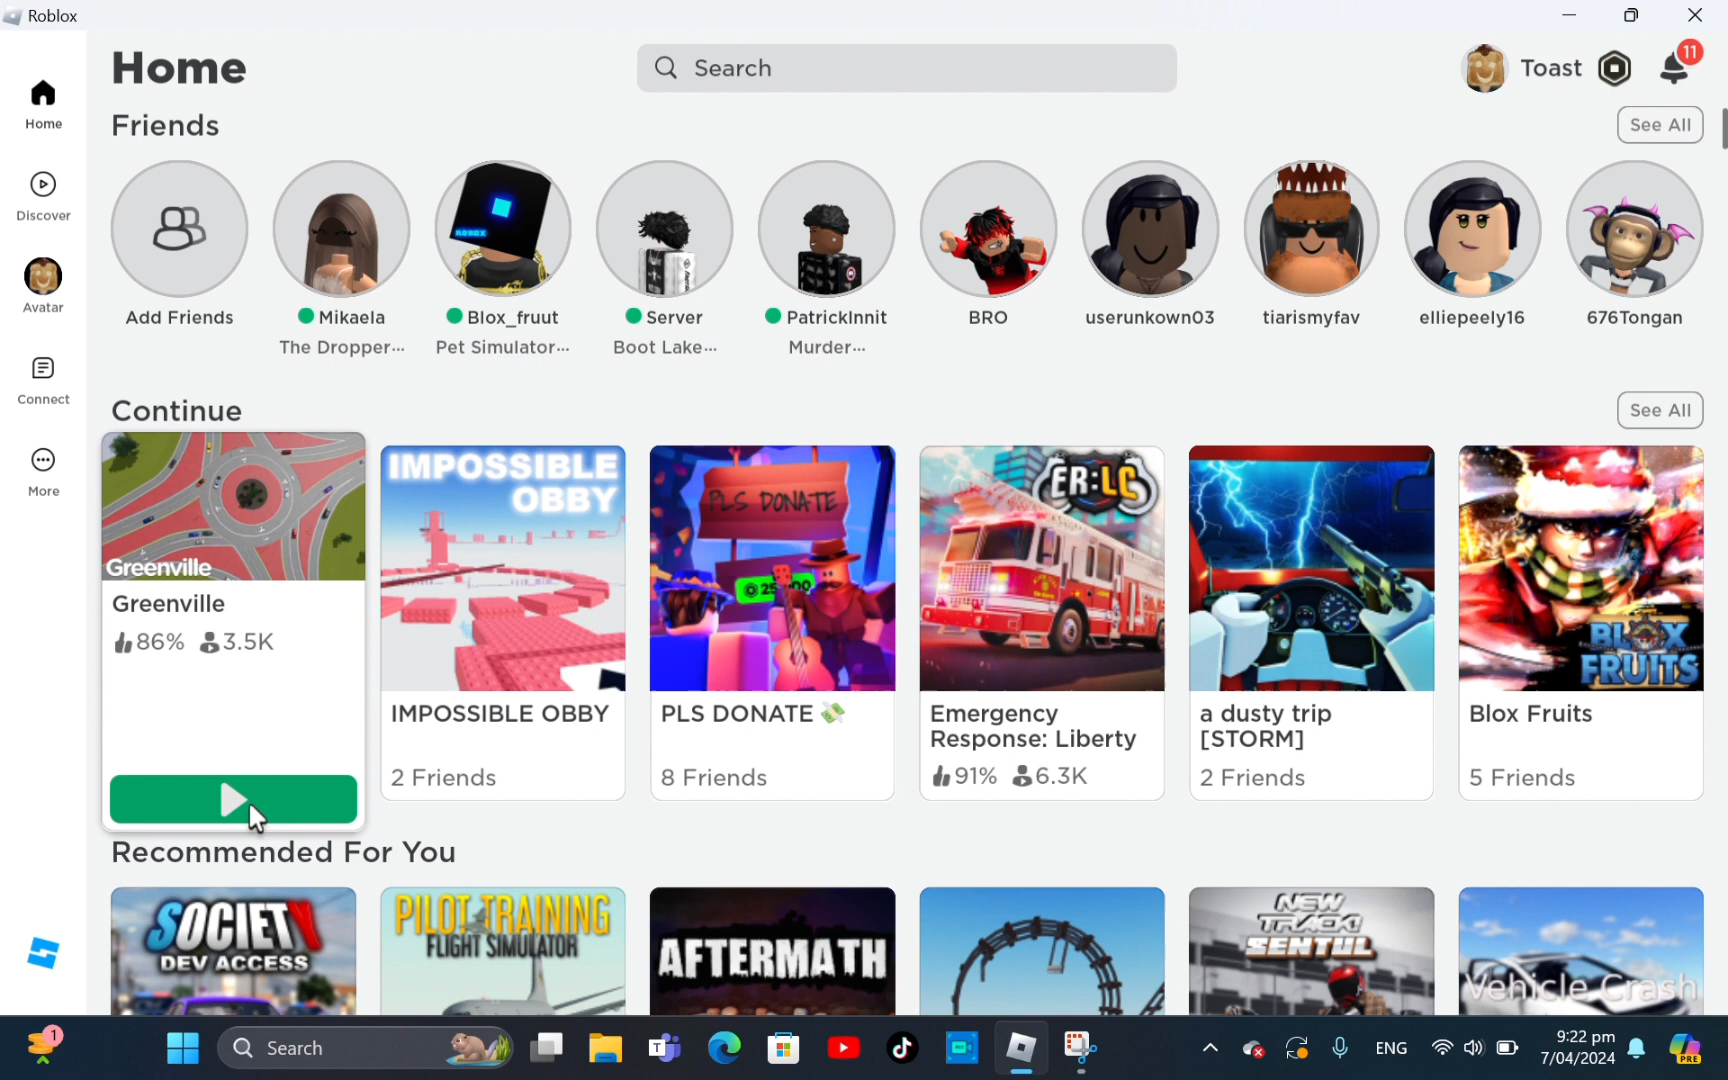 Roblox
Home
Search
Toast
11
Home
Discover
Avatar
Connect
More
Friends
See All
Add Friends
Mikaela
The Dropper...
Blox_fruut
Pet Simulator...
Server
Boot Lake...
PatrickInnit
Murder...
BRO
userunkown03
tiarismyfav
elliepeely16
676Tongan
Continue
See All
Greenville
Greenville
86% 3.5K
IMPOSSIBLE
OBBY
IMPOSSIBLE OBBY
2 Friends
PLS DONATE
PLS DONATE 💸
8 Friends
ER:LC
Emergency
Response: Liberty
91% 6.3K
a dusty trip
[STORM]
2 Friends
BLOX
FRUITS
Blox Fruits
5 Friends
Recommended For You
SOCIETY
DEV ACCESS
PILOT TRAINING
FLIGHT SIMULATOR
AFTERMATH
NEW
TRACK!
SENTUL
Vehicle Crash
1
Search
ENG
9:22 pm
7/04/2024
PRE